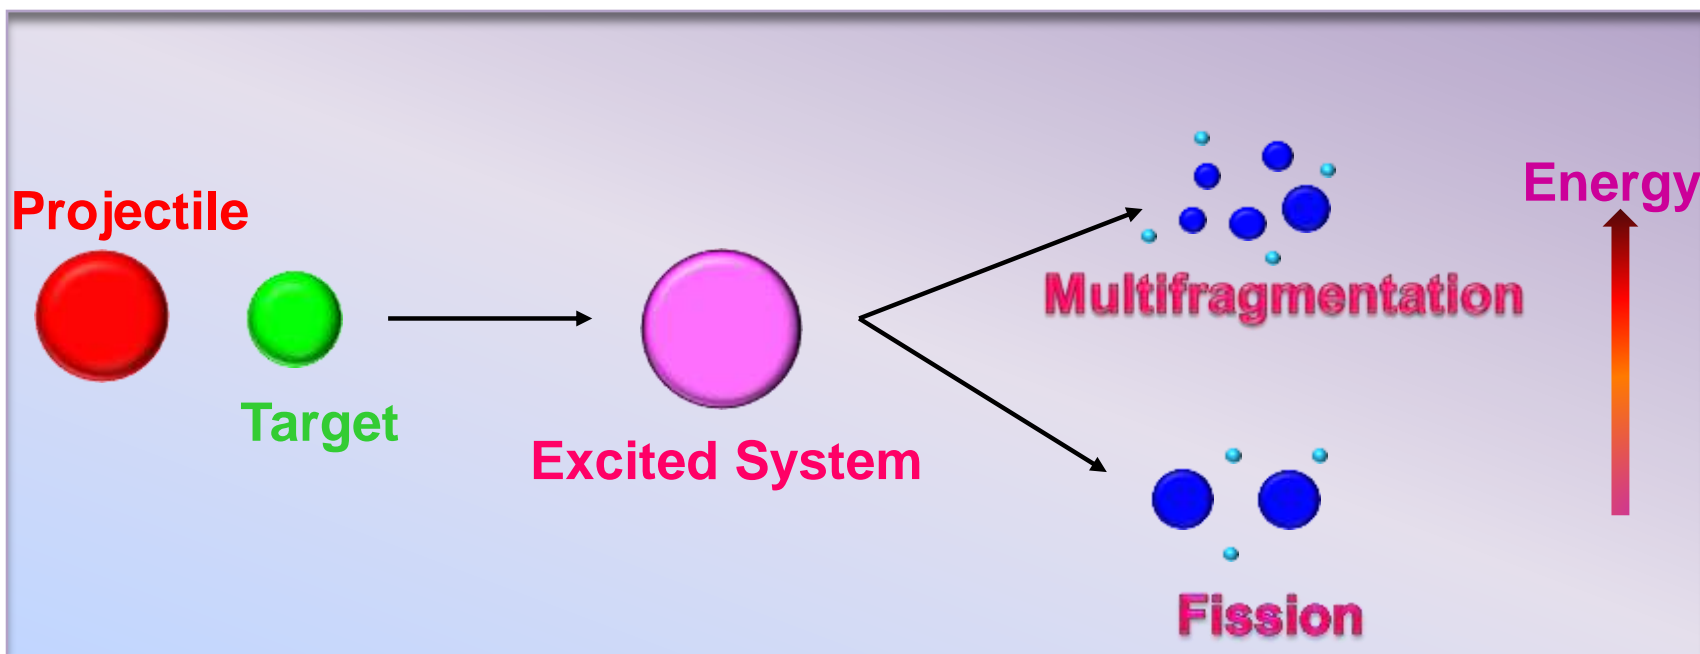 Projectile
Target
Excited System
Multifragmentation
Fission
Energy